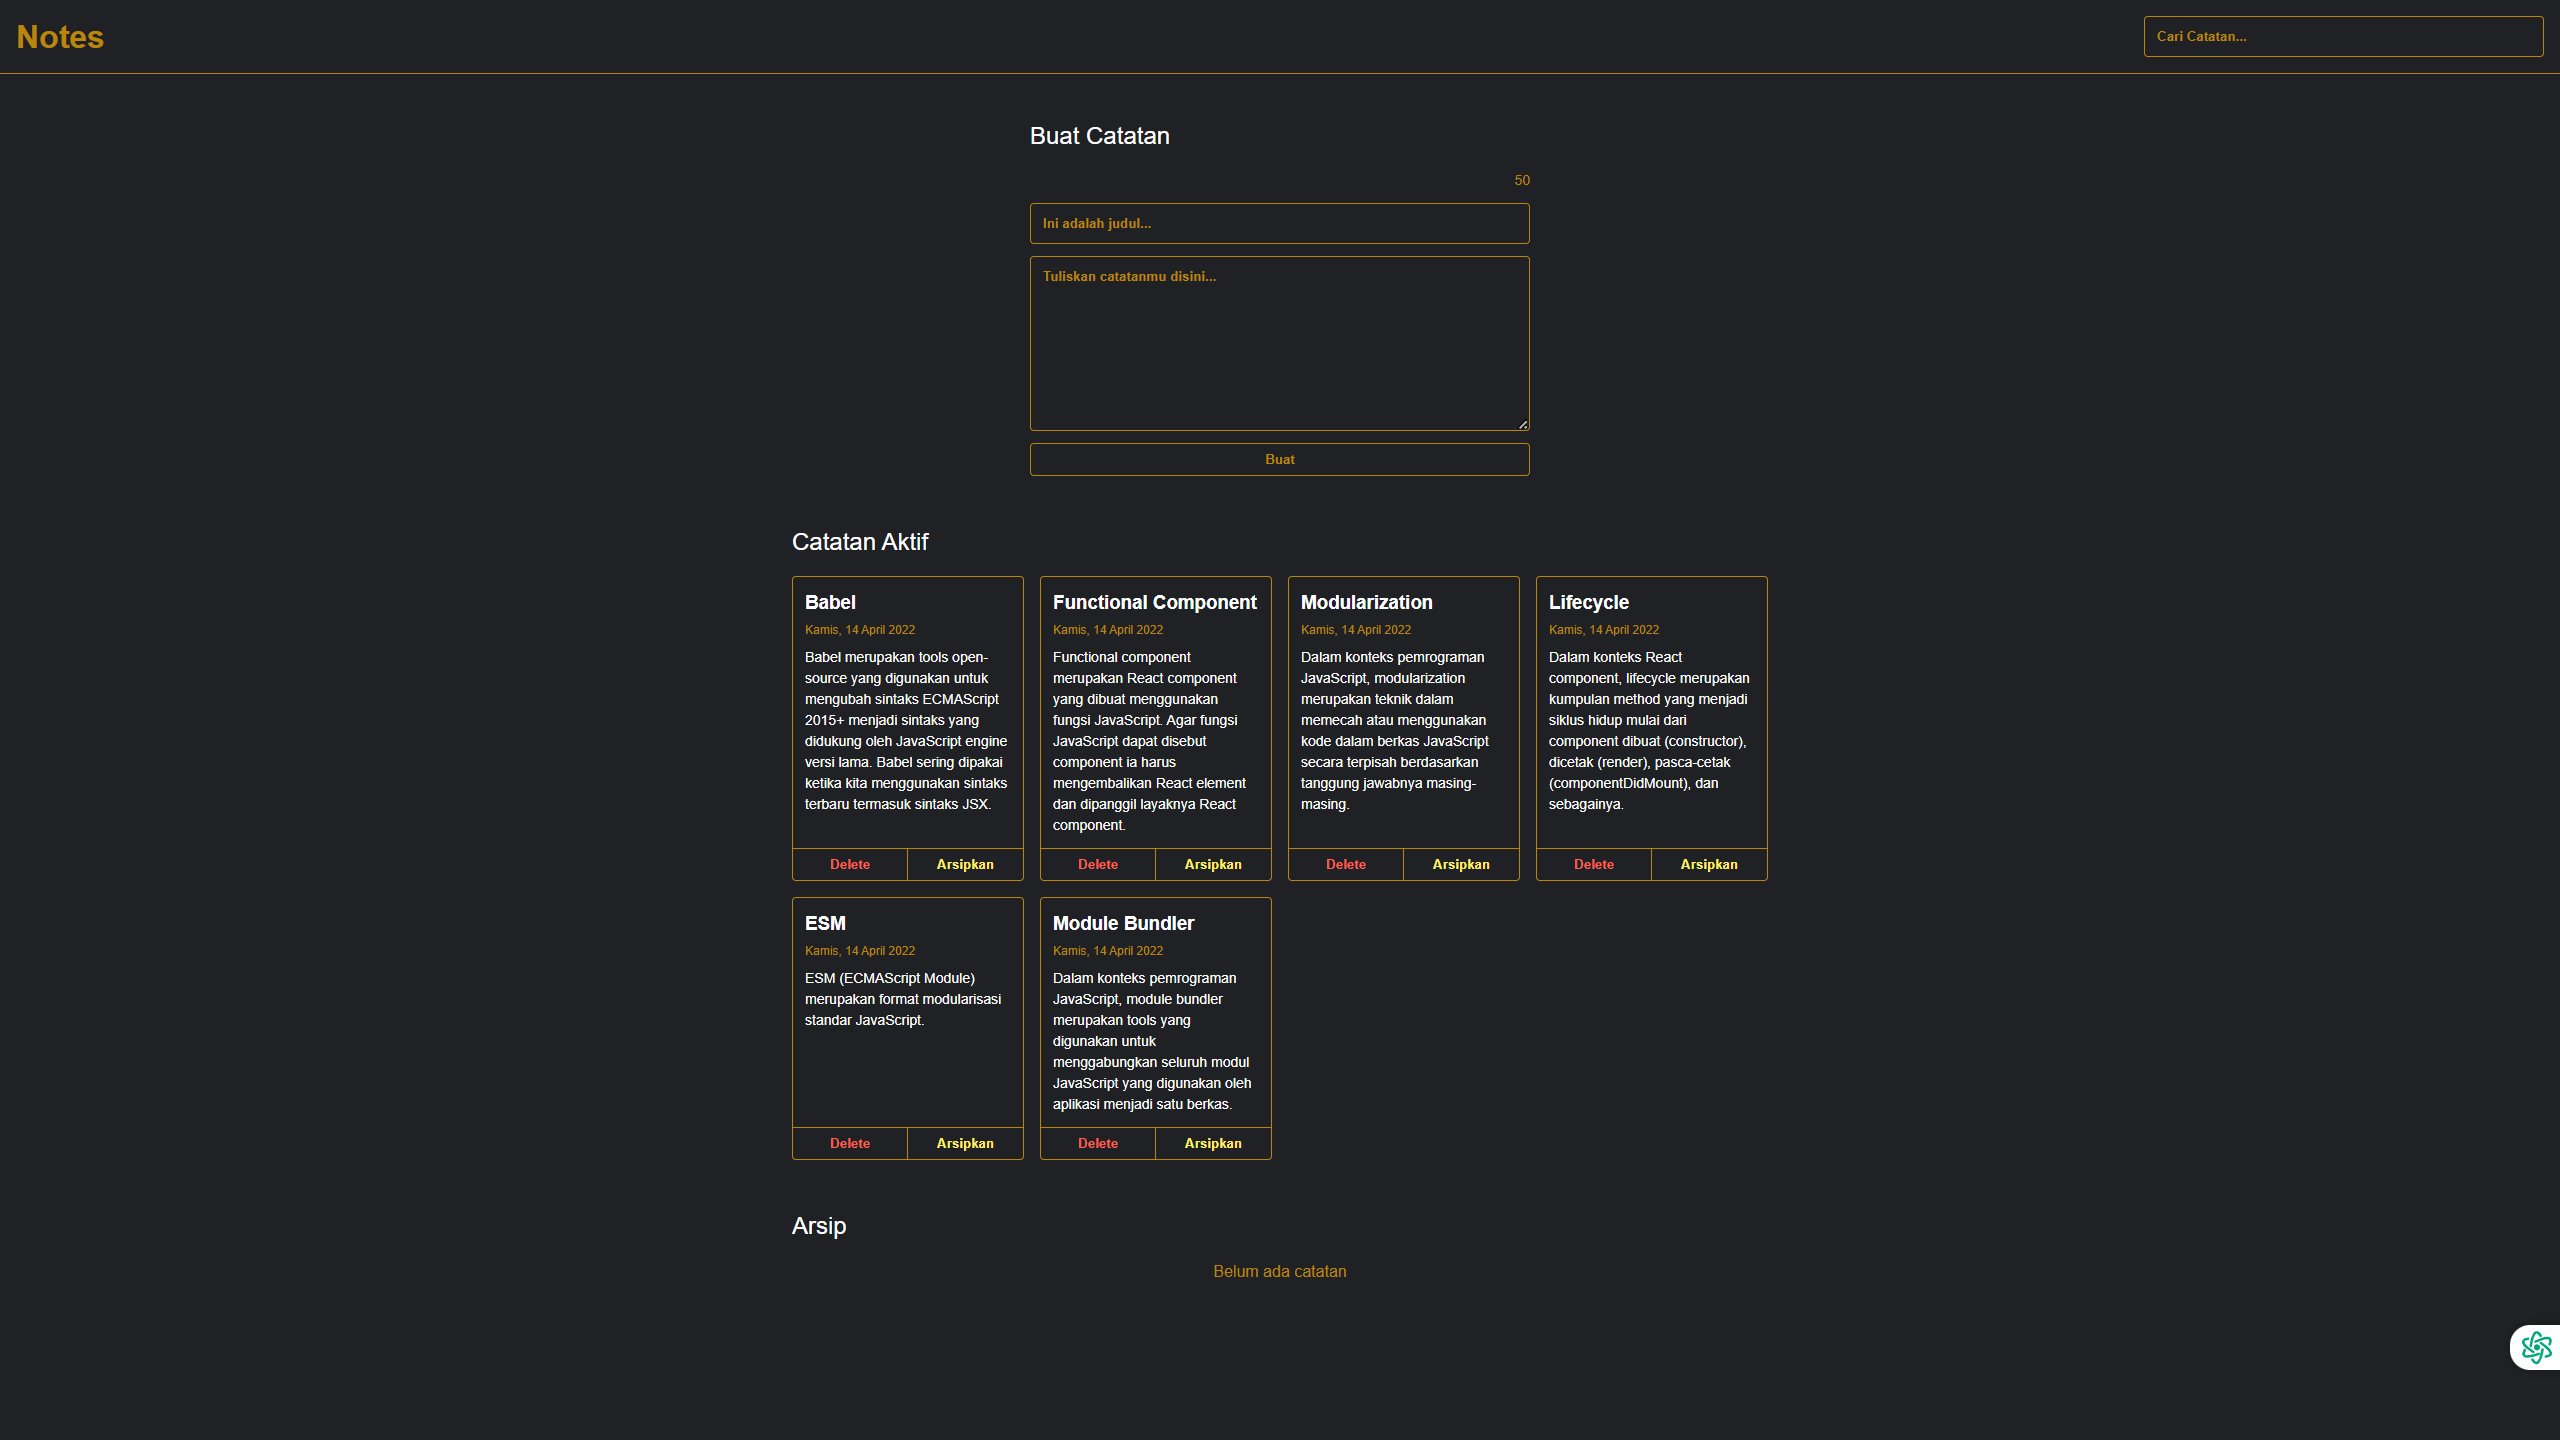 Notes
Cari Catatan...
Buat Catatan
50
Ini adalah judul...
Tuliskan catatanmu disini...
Buat
Catatan Aktif
Babel
Kamis, 14 April 2022
Babel merupakan tools open-
source yang digunakan untuk
mengubah sintaks ECMAScript
2015+ menjadi sintaks yang
didukung oleh JavaScript engine
versi lama. Babel sering dipakai
ketika kita menggunakan sintaks
terbaru termasuk sintaks JSX.
Delete
Arsipkan
Functional Component
Kamis, 14 April 2022
Functional component
merupakan React component
yang dibuat menggunakan
fungsi JavaScript. Agar fungsi
JavaScript dapat disebut
component ia harus
mengembalikan React element
dan dipanggil layaknya React
component.
Delete
Arsipkan
Modularization
Kamis, 14 April 2022
Dalam konteks pemrograman
JavaScript, modularization
merupakan teknik dalam
memecah atau menggunakan
kode dalam berkas JavaScript
secara terpisah berdasarkan
tanggung jawabnya masing-
masing.
Delete
Arsipkan
Lifecycle
Kamis, 14 April 2022
Dalam konteks React
component, lifecycle merupakan
kumpulan method yang menjadi
siklus hidup mulai dari
component dibuat (constructor),
dicetak (render), pasca-cetak
(componentDidMount), dan
sebagainya.
Delete
Arsipkan
ESM
Kamis, 14 April 2022
ESM (ECMAScript Module)
merupakan format modularisasi
standar JavaScript.
Delete
Arsipkan
Module Bundler
Kamis, 14 April 2022
Dalam konteks pemrograman
JavaScript, module bundler
merupakan tools yang
digunakan untuk
menggabungkan seluruh modul
JavaScript yang digunakan oleh
aplikasi menjadi satu berkas.
Delete
Arsipkan
Arsip
Belum ada catatan